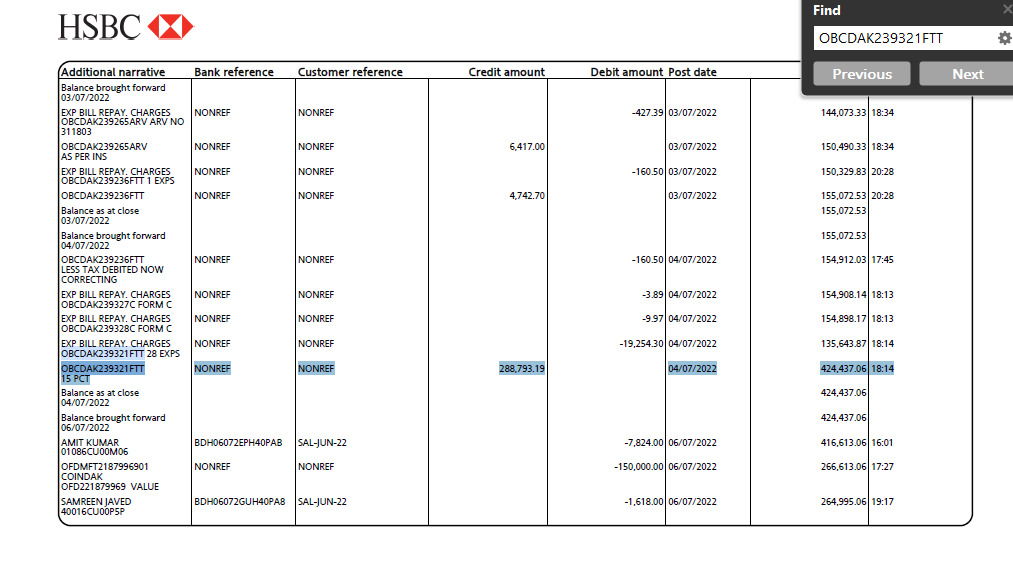 HSBC
Find
OBCDAK239321FTT
Previous Next
Additional narrative Bank reference Customer reference Credit amount Debit amount Post date
Balance brought forward
03/07/2022
EXP BILL REPAY. CHARGES NONREF NONREF -427.39 03/07/2022 144,073.33 18:34
OBCDAK239265ARV ARV NO
311803
OBCDAK239265ARV NONREF NONREF 6,417.00 03/07/2022 150,490.33 18:34
AS PER INS
EXP BILL REPAY. CHARGES NONREF NONREF -160.50 03/07/2022 150,329.83 20:28
OBCDAK239236FTT 1 EXPS
OBCDAK239236FTT NONREF NONREF 4,742.70 03/07/2022 155,072.53 20:28
Balance as at close 155,072.53
03/07/2022
Balance brought forward 155,072.53
04/07/2022
OBCDAK239236FTT NONREF NONREF -160.50 04/07/2022 154,912.03 17:45
LESS TAX DEBITED NOW
CORRECTING
EXP BILL REPAY. CHARGES NONREF NONREF -3.89 04/07/2022 154,908.14 18:13
OBCDAK239327C FORM C
EXP BILL REPAY. CHARGES NONREF NONREF -9.97 04/07/2022 154,898.17 18:13
OBCDAK239328C FORM C
EXP BILL REPAY. CHARGES NONREF NONREF -19,254.30 04/07/2022 135,643.87 18:14
OBCDAK239321FTT 28 EXPS
OBCDAK239321FTT NONREF NONREF 288,793.19 04/07/2022 424,437.06 18:14
15 PCT
Balance as at close 424,437.06
04/07/2022
Balance brought forward 424,437.06
06/07/2022
AMIT KUMAR BDH06072EPH40PAB SAL-JUN-22 -7,824.00 06/07/2022 416,613.06 16:01
01086CU00M06
OFDMFT2187996901 NONREF NONREF -150,000.00 06/07/2022 266,613.06 17:27
COINDAK
OFD221879969 VALUE
SAMREEN JAVED BDH06072GUH40PA8 SAL-JUN-22 -1,618.00 06/07/2022 264,995.06 19:17
40016CU00P5P